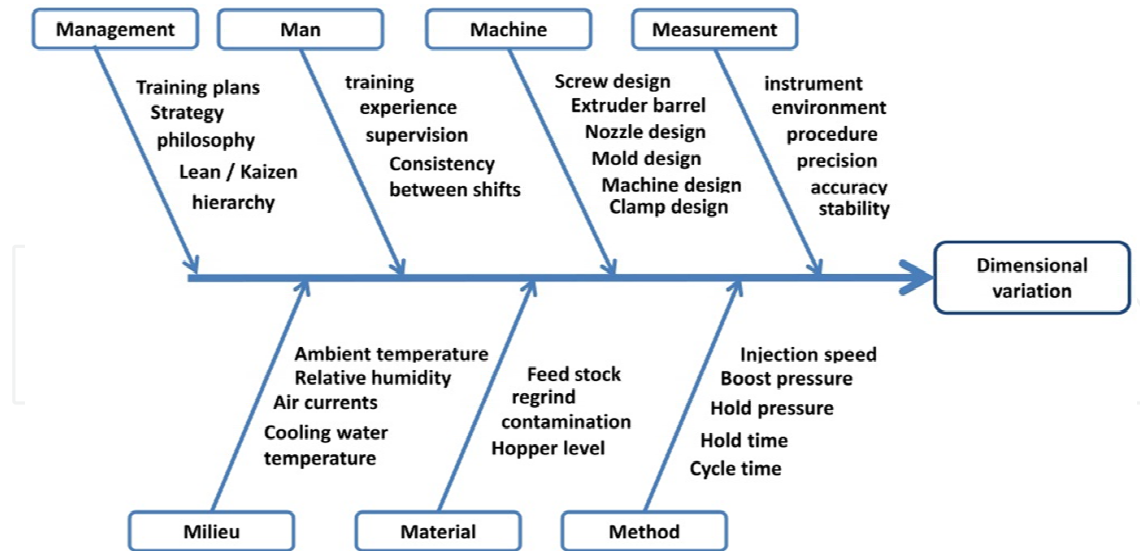 Management
Man
Machine
Measurement
Training plans
Strategy
philosophy
Lean / Kaizen
hierarchy
training
experience
supervision
Consistency
between shifts
Screw design
Extruder barrel
Nozzle design
Mold design
Machine design
Clamp design
instrument
environment
procedure
precision
accuracy
stability
Dimensional
variation
Ambient temperature
Relative humidity
Air currents
Cooling water
temperature
Feed stock
regrind
contamination
Hopper level
Injection speed
Boost pressure
Hold pressure
Hold time
Cycle time
Milieu
Material
Method